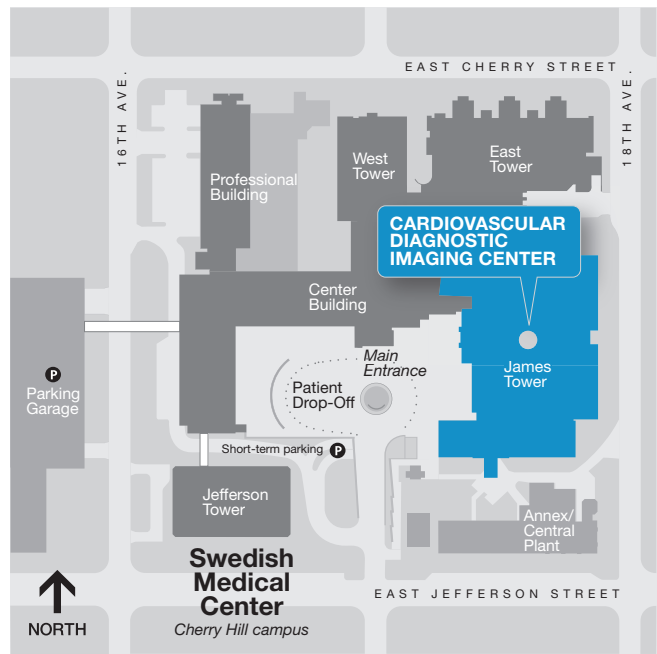 EAST CHERRY STREET
16TH AVE.
18TH AVE.
West
Tower
East
Tower
Professional
Building
CARDIOVASCULAR
DIAGNOSTIC
IMAGING CENTER
Center
Building
Main
Entrance
James
Tower
P
Parking
Garage
Patient
Drop-Off
Short-term parking P
Jefferson
Tower
Annex/
Central
Plant
Swedish
Medical
Center
Cherry Hill campus
EAST JEFFERSON STREET
NORTH